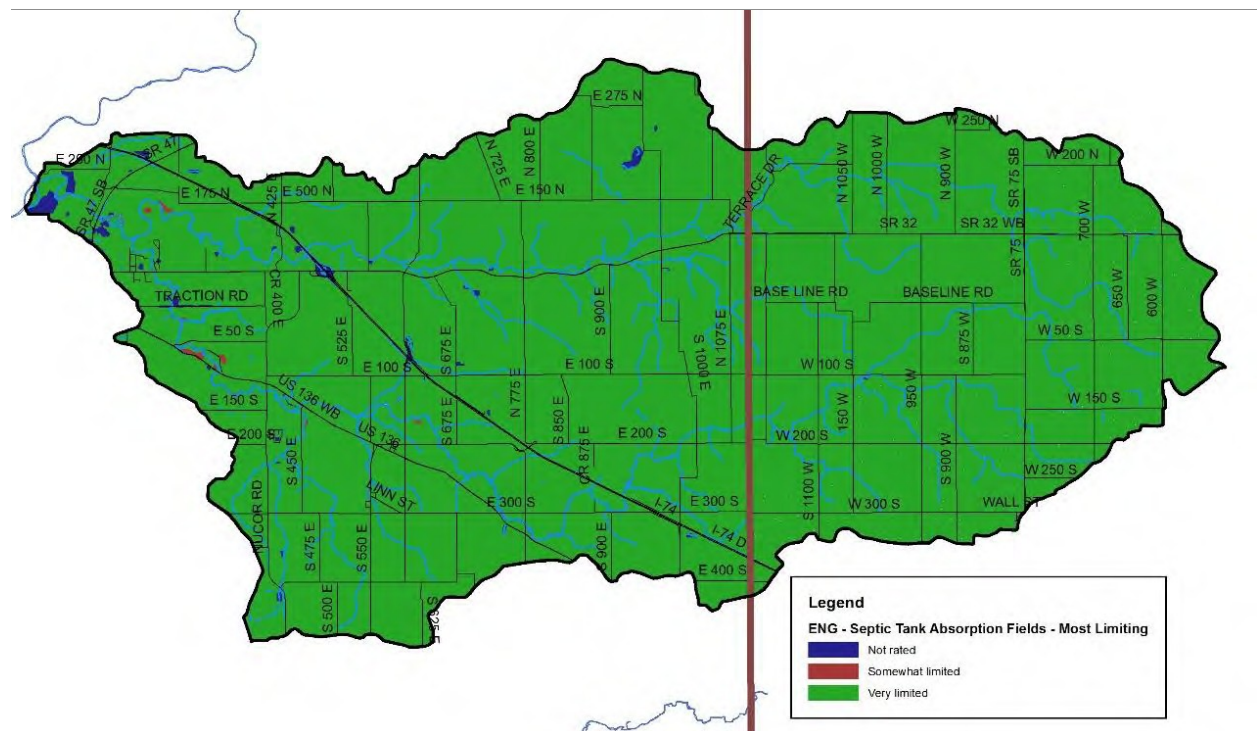 E 275 N
W 250 N
E 250 N
SR 47
N 725 E
N 800 E
W 200 N
E 175 N
N 425 E
E 500 N
E 150 N
TERRACE DR
N 1050 W
N 1000 W
N 900 W
SR 75 SB
SR 47 SB
SR 32
SR 32 WB
700 W
SR 75
TRACTION RD
CR 400 E
S 900 E
BASE LINE RD
BASELINE RD
650 W
600 W
E 50 S
S 525 E
S 675 E
N 1075 E
S 875 W
W 50 S
E 100 S
E 100 S
S 1000 E
W 100 S
E 150 S
US 136 WB
N 775 E
950 W
W 150 S
150 W
E 200 S
US 136
S 675 E
S 850 E
E 200 S
W 200 S
S 450 E
CR 875 E
S 900 W
W 250 S
LINN ST
E 300 S
I-74
E 300 S
S 1100 W
W 300 S
WALL ST
NUCOR RD
S 475 E
S 550 E
S 900 E
I-74 D
E 400 S
S 500 E
S 625 E
Legend
ENG - Septic Tank Absorption Fields - Most Limiting
Not rated
Somewhat limited
Very limited